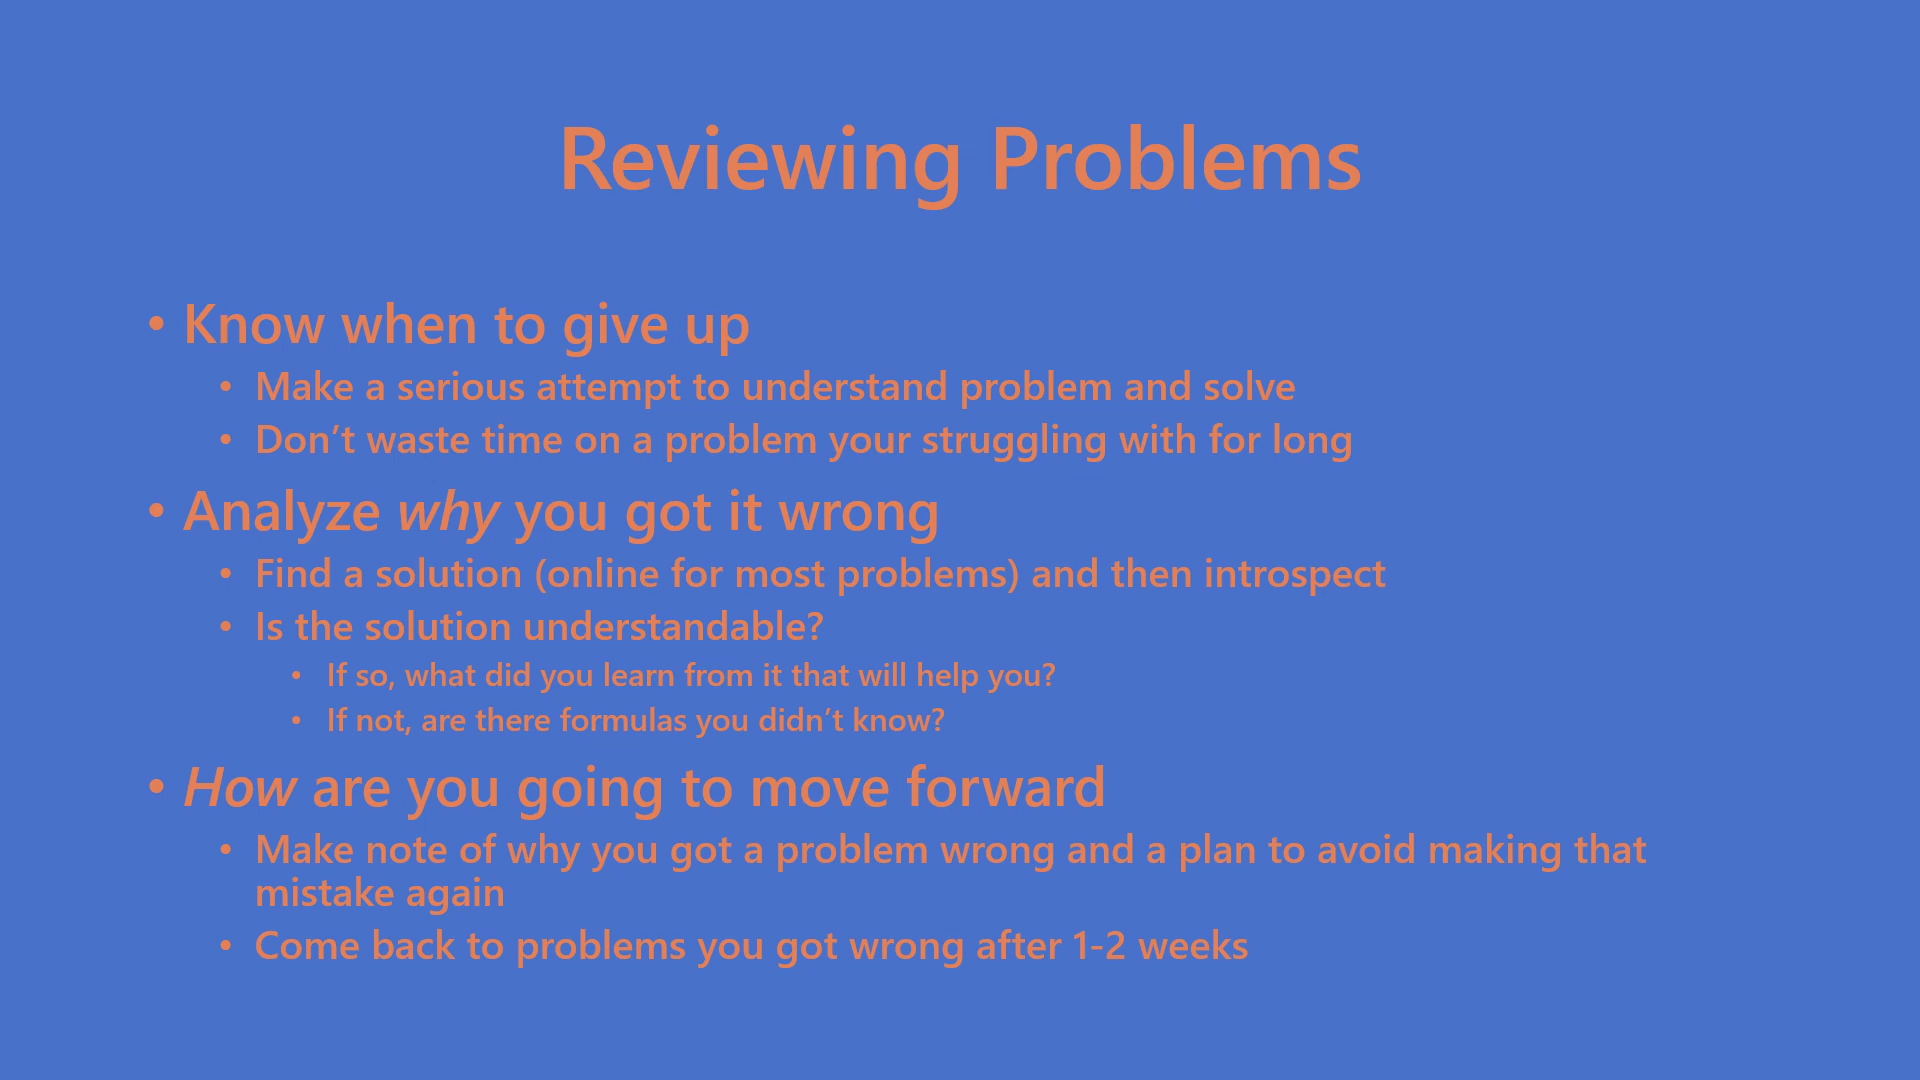 Reviewing Problems
• Know when to give up
• Make a serious attempt to understand problem and solve
• Don’t waste time on a problem your struggling with for long
• Analyze why you got it wrong
• Find a solution (online for most problems) and then introspect
• Is the solution understandable?
• If so, what did you learn from it that will help you?
• If not, are there formulas you didn’t know?
• How are you going to move forward
• Make note of why you got a problem wrong and a plan to avoid making that
mistake again
• Come back to problems you got wrong after 1-2 weeks